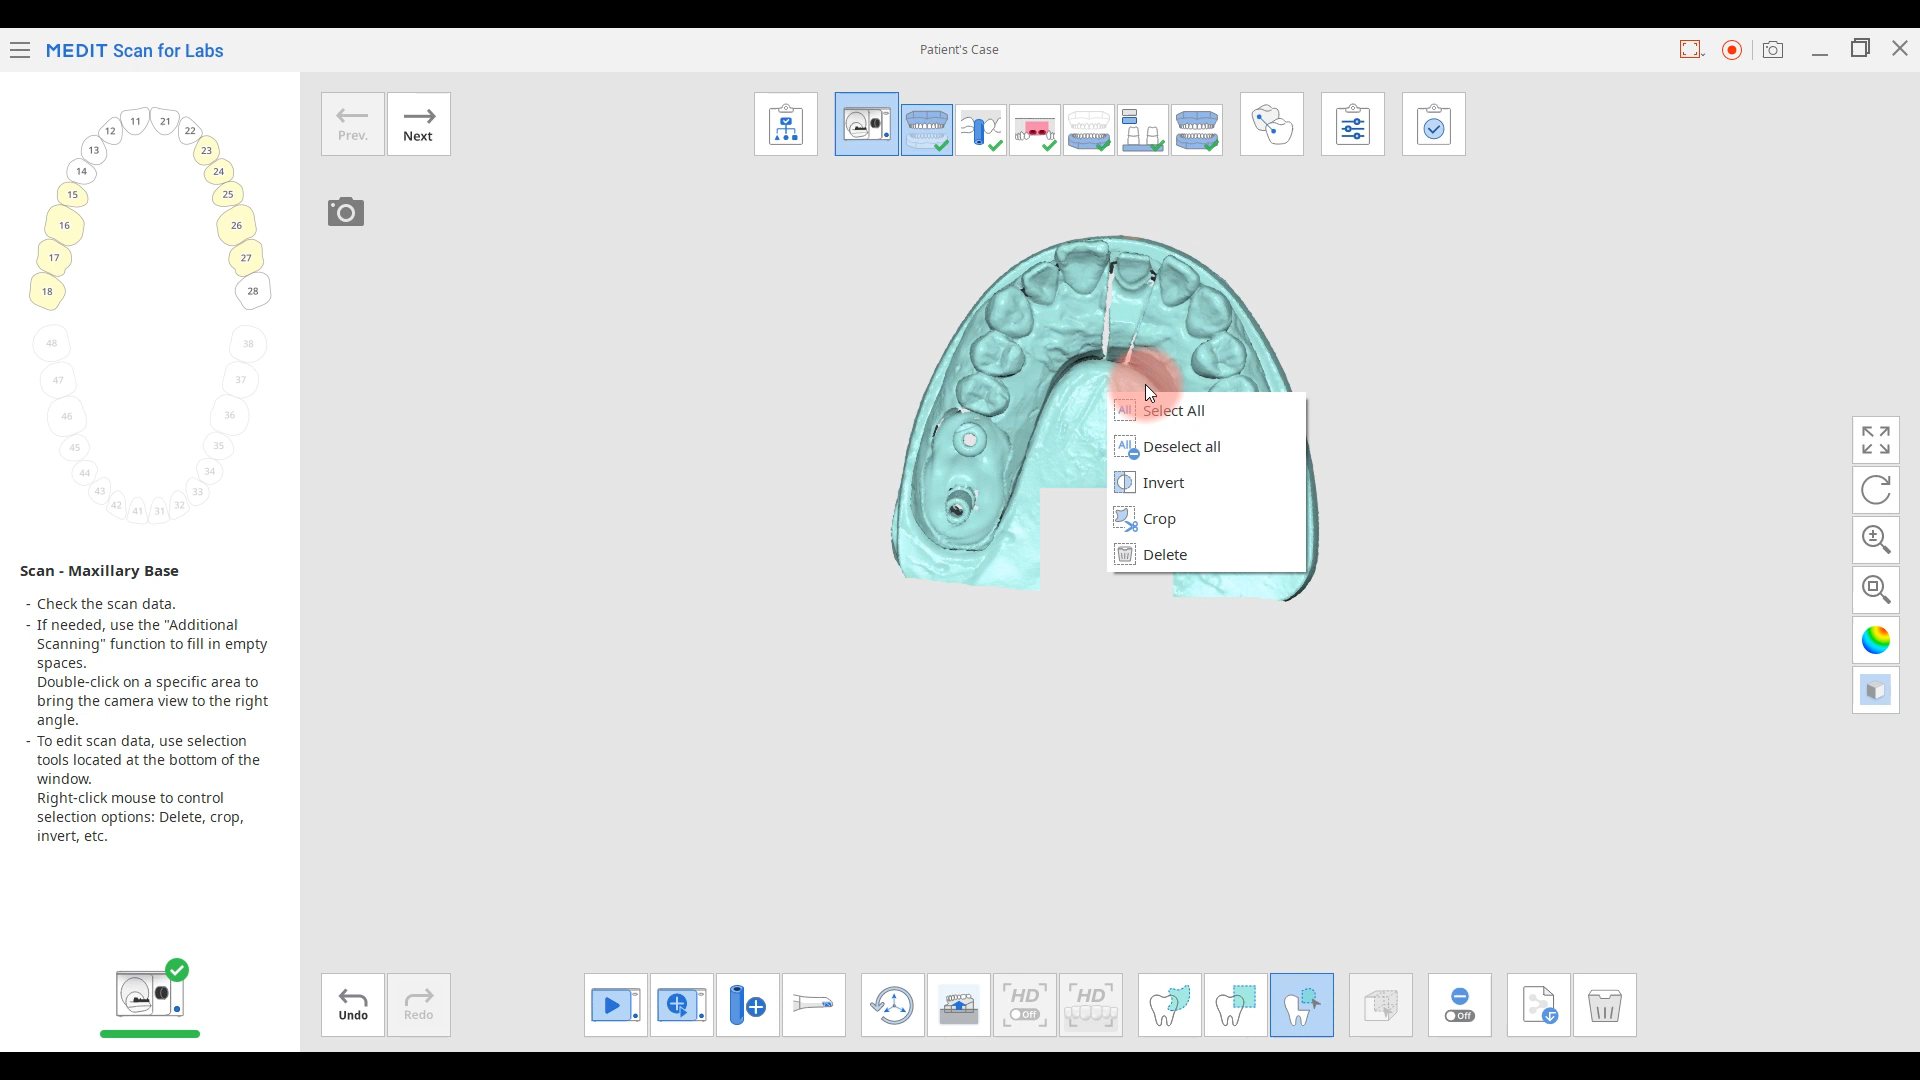 MEDIT Scan for Labs
Patient's Case
Prev.
Next
11 21
12 22
13 23
14 24
15 25
16 26
17 27
18 28
48 38
47 37
46 36
45 35
44 34
43 33
42 41 31 32
All Select All
All Deselect all
Invert
Crop
Delete
Scan - Maxillary Base
- Check the scan data.
- If needed, use the "Additional
Scanning" function to fill in empty
spaces.
Double-click on a specific area to
bring the camera view to the right
angle.
- To edit scan data, use selection
tools located at the bottom of the
window.
Right-click mouse to control
selection options: Delete, crop,
invert, etc.
Undo
Redo
HD
Off
HD
Off